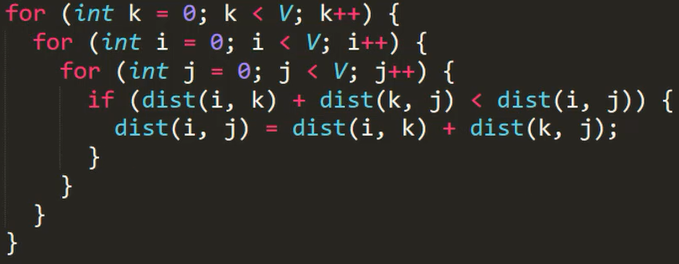 for (int k = 0; k < V; k++) {
  for (int i = 0; i < V; i++) {
    for (int j = 0; j < V; j++) {
      if (dist(i, k) + dist(k, j) < dist(i, j)) {
        dist(i, j) = dist(i, k) + dist(k, j);
      }
    }
  }
}